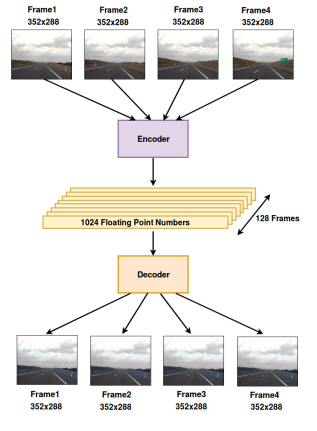 Frame1 Frame2 Frame3 Frame4
352x288 352x288 352x288 352x288
Encoder
1024 Floating Point Numbers
128 Frames
Decoder
Frame1 Frame2 Frame3 Frame4
352x288 352x288 352x288 352x288